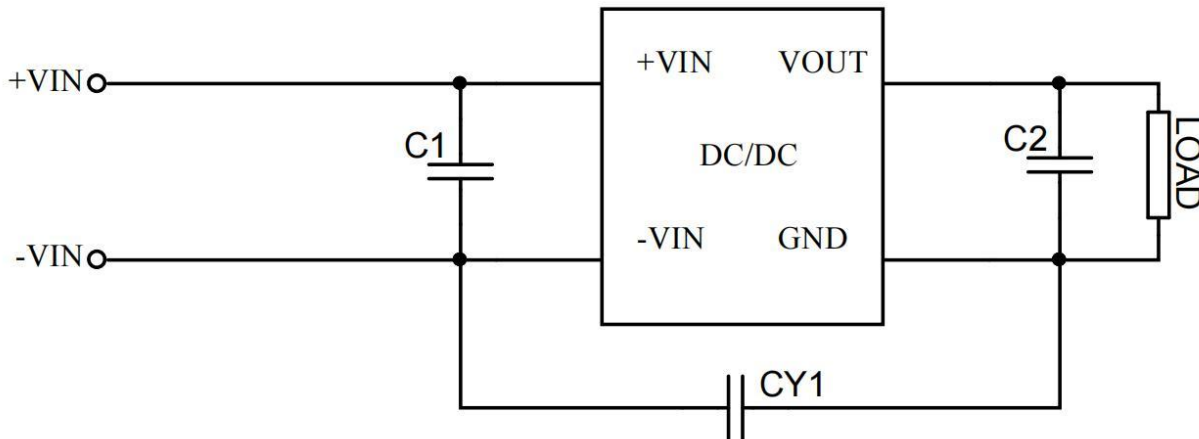 +VIN
-VIN
C1
+VIN VOUT
DC/DC
-VIN GND
C2
LOAD
CY1